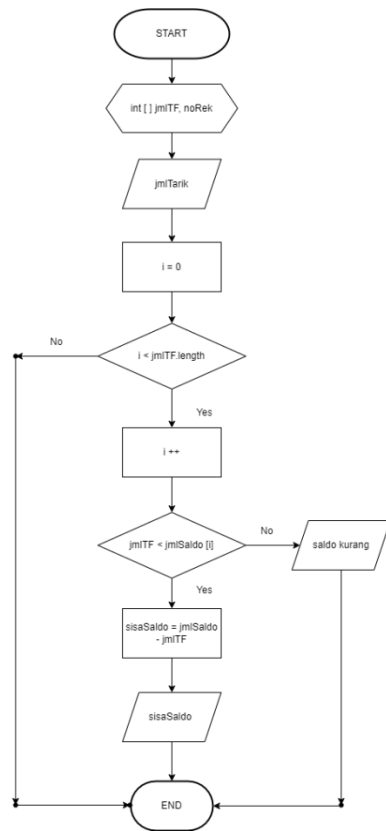 START
int [ ] jmlTF, noRek
jmlTarik
i = 0
i < jmlTF.length
No
Yes
i ++
jmlTF < jmlSaldo [i]
No
saldo kurang
Yes
sisaSaldo = jmlSaldo
- jmlTF
sisaSaldo
END